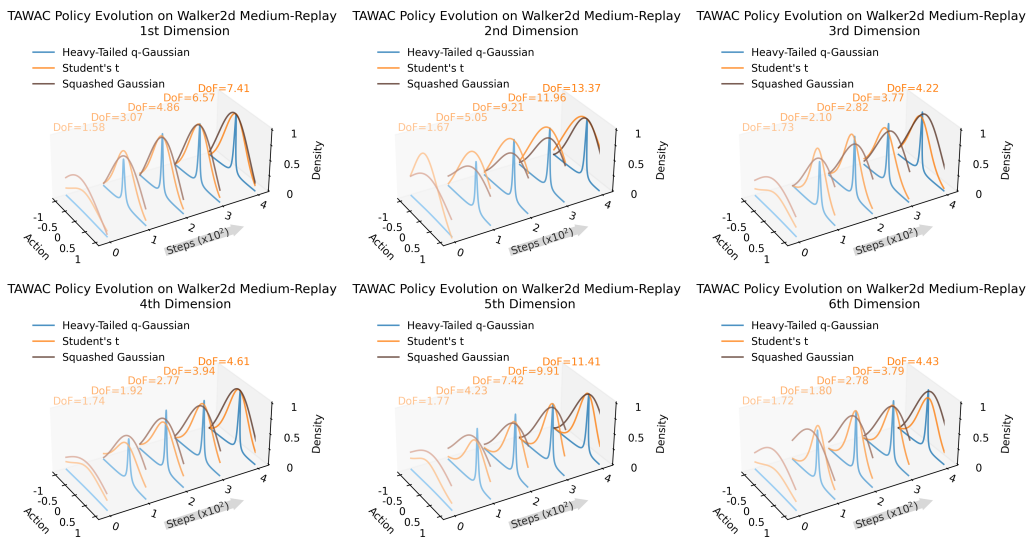 TAWAC Policy Evolution on Walker2d Medium-Replay
1st Dimension
Heavy-Tailed q-Gaussian
Student's t
Squashed Gaussian
DoF=7.41
DoF=6.57
DoF=4.86
DoF=3.07
DoF=1.58
1
0.5
0
Density
-1
-0.5
0
0.5
1
Action
0
1
2
3
4
Steps (x10²)
TAWAC Policy Evolution on Walker2d Medium-Replay
2nd Dimension
Heavy-Tailed q-Gaussian
Student's t
Squashed Gaussian
DoF=13.37
DoF=11.96
DoF=9.21
DoF=5.05
DoF=1.67
1
0.5
0
Density
-1
-0.5
0
0.5
1
Action
0
1
2
3
4
Steps (x10²)
TAWAC Policy Evolution on Walker2d Medium-Replay
3rd Dimension
Heavy-Tailed q-Gaussian
Student's t
Squashed Gaussian
DoF=4.22
DoF=3.77
DoF=2.82
DoF=2.10
DoF=1.73
1
0.5
0
Density
-1
-0.5
0
0.5
1
Action
0
1
2
3
4
Steps (x10²)
TAWAC Policy Evolution on Walker2d Medium-Replay
4th Dimension
Heavy-Tailed q-Gaussian
Student's t
Squashed Gaussian
DoF=4.61
DoF=3.94
DoF=2.77
DoF=1.92
DoF=1.74
1
0.5
0
Density
-1
-0.5
0
0.5
1
Action
0
1
2
3
4
Steps (x10²)
TAWAC Policy Evolution on Walker2d Medium-Replay
5th Dimension
Heavy-Tailed q-Gaussian
Student's t
Squashed Gaussian
DoF=11.41
DoF=9.91
DoF=7.42
DoF=4.23
DoF=1.77
1
0.5
0
Density
-1
-0.5
0
0.5
1
Action
0
1
2
3
4
Steps (x10²)
TAWAC Policy Evolution on Walker2d Medium-Replay
6th Dimension
Heavy-Tailed q-Gaussian
Student's t
Squashed Gaussian
DoF=4.43
DoF=3.79
DoF=2.78
DoF=1.80
DoF=1.72
1
0.5
0
Density
-1
-0.5
0
0.5
1
Action
0
1
2
3
4
Steps (x10²)